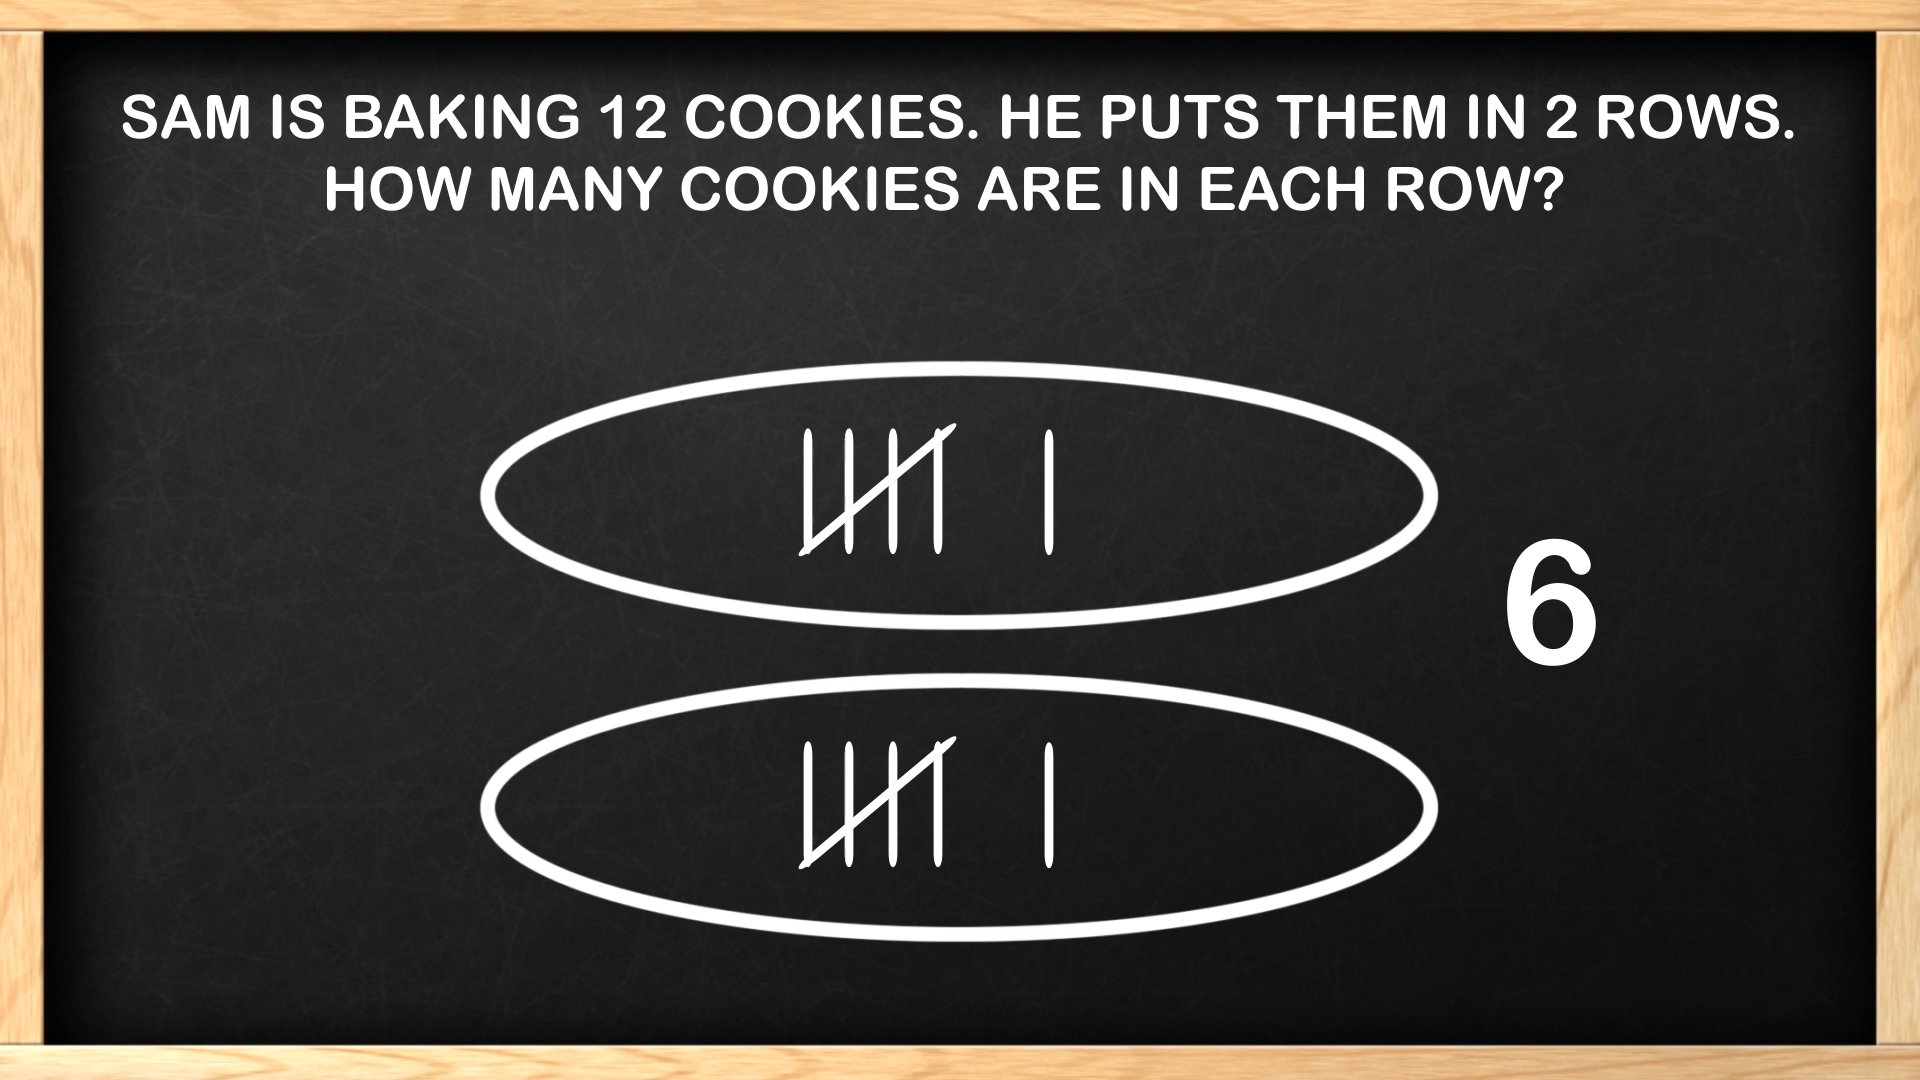 SAM IS BAKING 12 COOKIES. HE PUTS THEM IN 2 ROWS.
HOW MANY COOKIES ARE IN EACH ROW?
6